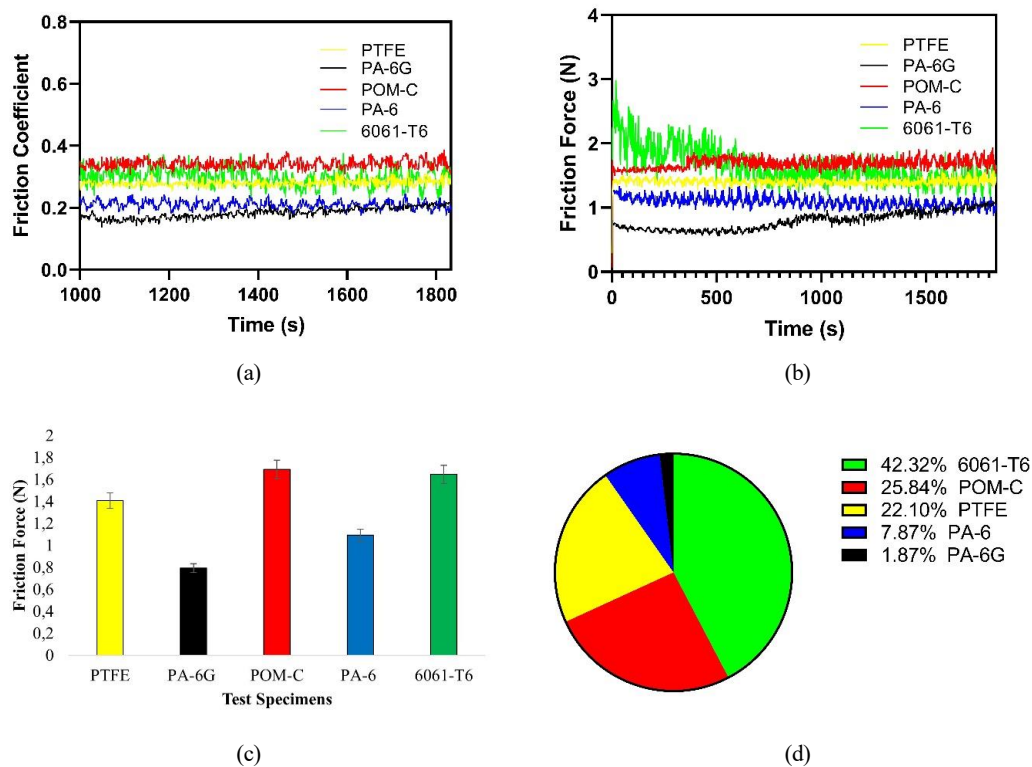 Friction Coefficient
0.8
0.6
0.4
0.2
0.0
PTFE
PA-6G
POM-C
PA-6
6061-T6
1000 1200 1400 1600 1800
Time (s)
(a)
Friction Force (N)
4
3
2
1
0
PTFE
PA-6G
POM-C
PA-6
6061-T6
0 500 1000 1500
Time (s)
(b)
Friction Force (N)
2
1,8
1,6
1,4
1,2
1
0,8
0,6
0,4
0,2
0
PTFE PA-6G POM-C PA-6 6061-T6
Test Specimens
(c)
42.32% 6061-T6
25.84% POM-C
22.10% PTFE
7.87% PA-6
1.87% PA-6G
(d)